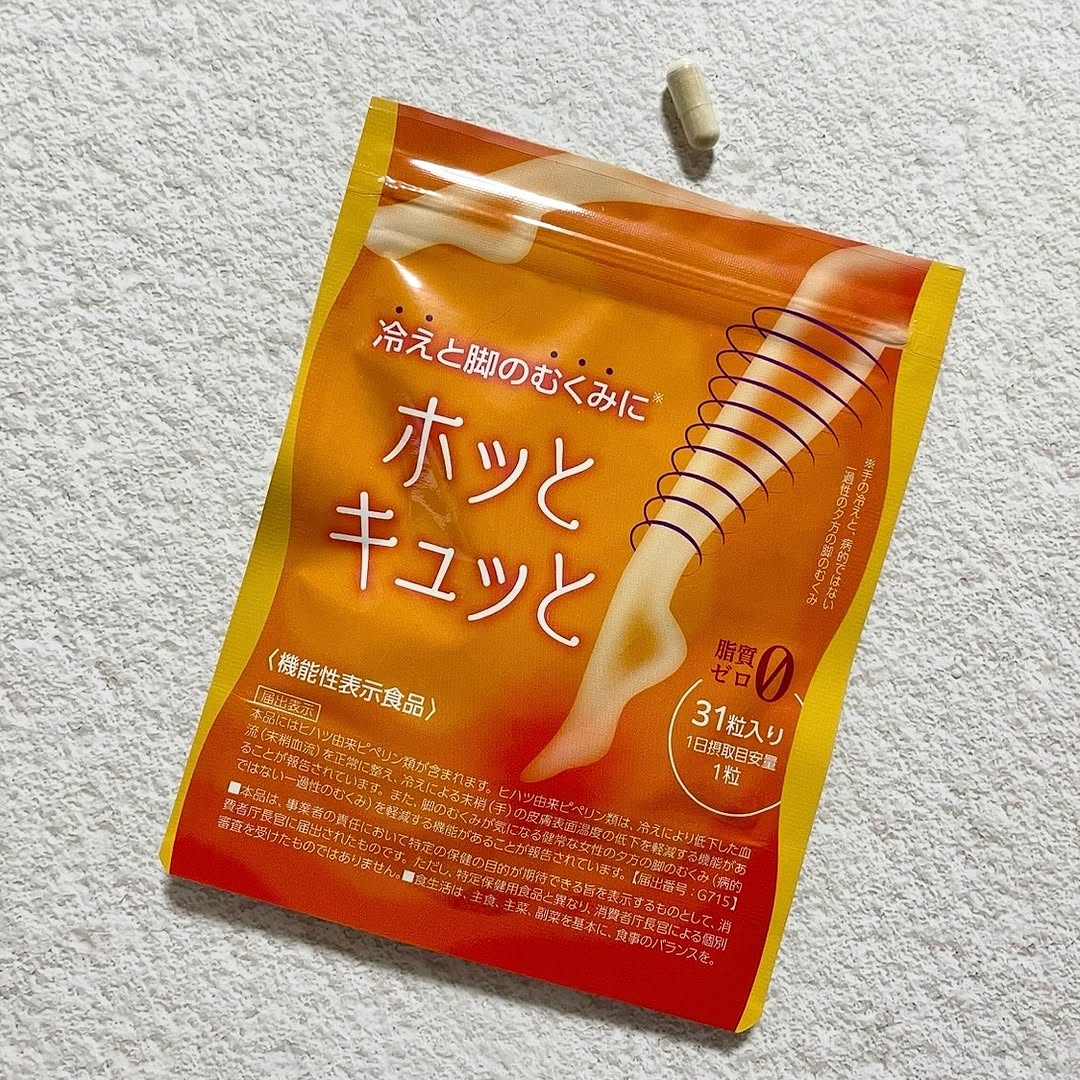 冷えと脚のむくみに※
ホッと
キュッと
※手の冷えと、病的ではない
一過性の夕方の脚のむくみ
〈機能性表示食品〉
脂質
ゼロ0
31粒入り
1日摂取目安量
1粒
届出表示
本品にはヒハツ由来ピペリン類が含まれます。ヒハツ由来ピペリン類は、冷えにより低下した血
流(末梢血流)を正常に整え、冷えによる末梢(手)の皮膚表面温度の低下を軽減する機能があ
ることが報告されています。また、脚のむくみが気になる健常な女性の夕方の脚のむくみ(病的
ではない一過性のむくみ)を軽減する機能があることが報告されています。【届出番号:G715】
■本品は、事業者の責任において特定の保健の目的が期待できる旨を表示するものとして、消
費者庁長官に届出されたものです。ただし、特定保健用食品と異なり、消費者庁長官による個別
審査を受けたものではありません。■食生活は、主食、主菜、副菜を基本に、食事のバランスを。